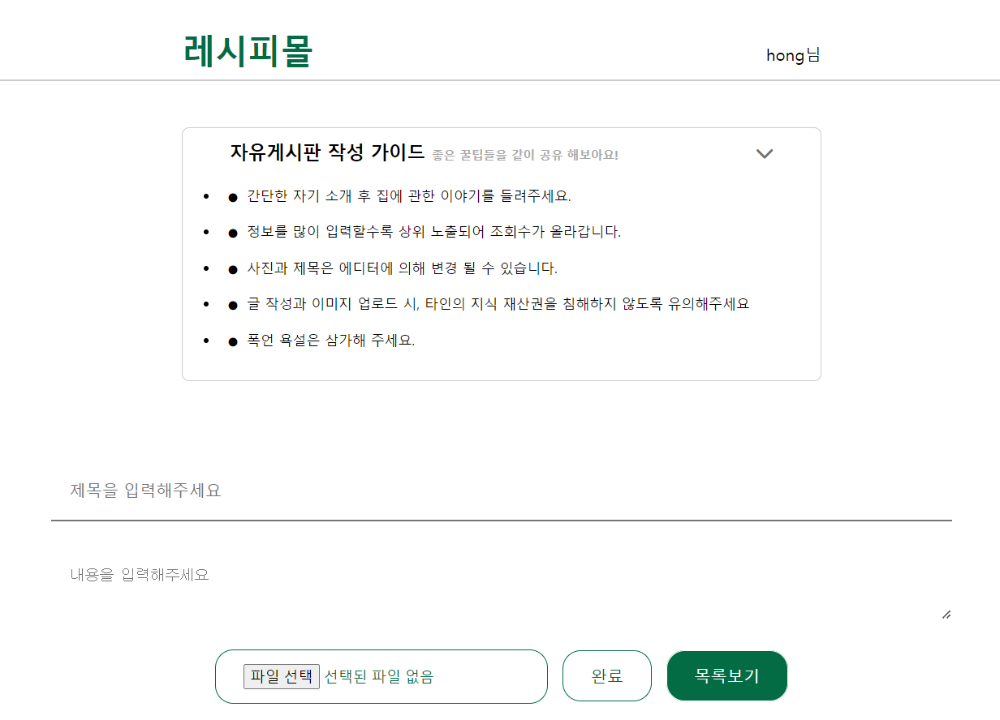 레시피몰
hong님
자유게시판 작성 가이드 좋은 꿀팁들을 같이 공유 해보아요!
● 간단한 자기 소개 후 집에 관한 이야기를 들려주세요.
● 정보를 많이 입력할수록 상위 노출되어 조회수가 올라갑니다.
● 사진과 제목은 에디터에 의해 변경 될 수 있습니다.
● 글 작성과 이미지 업로드 시, 타인의 지식 재산권을 침해하지 않도록 유의해주세요
● 폭언 욕설은 삼가해 주세요.
제목을 입력해주세요
내용을 입력해주세요
파일 선택 선택된 파일 없음
완료
목록보기